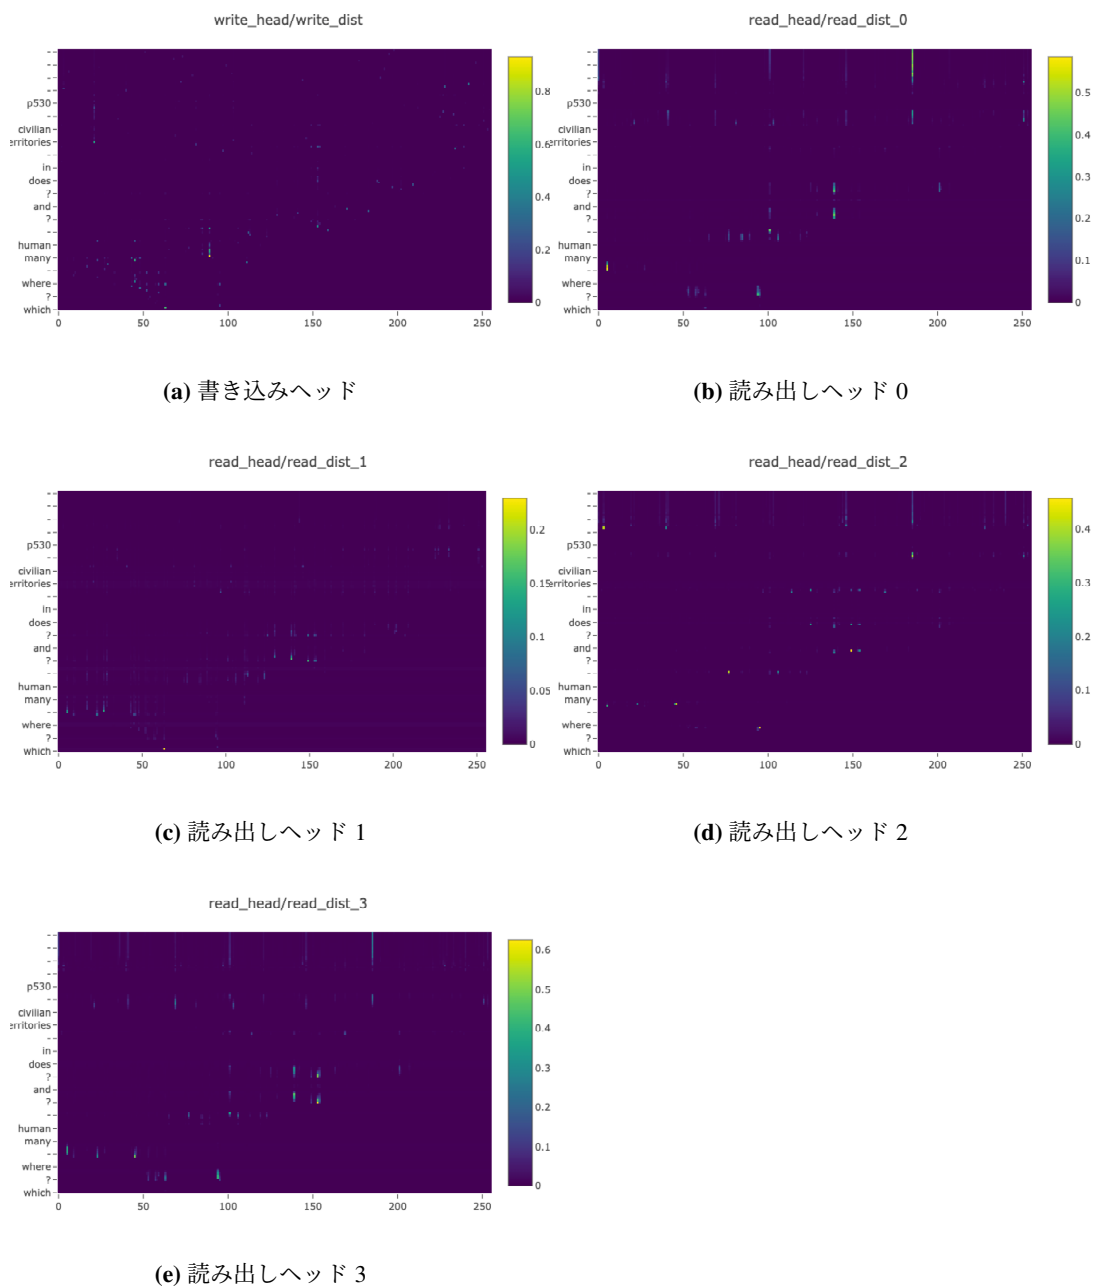 write_head/write_dist
--
--
--
--
p530
--
civilian
erritories
--
in
does
?
and
?
--
human
many
--
where
?
which
0 50 100 150 200 250
0.8
0.6
0.4
0.2
0
(a) 書き込みヘッド
read_head/read_dist_0
--
--
--
--
p530
--
civilian
erritories
--
in
does
?
and
?
--
human
many
--
where
?
which
0 50 100 150 200 250
0.5
0.4
0.3
0.2
0.1
0
(b) 読み出しヘッド 0
read_head/read_dist_1
--
--
--
--
p530
--
civilian
erritories
--
in
does
?
and
?
--
human
many
--
where
?
which
0 50 100 150 200 250
0.2
0.15
0.1
0.05
0
(c) 読み出しヘッド 1
read_head/read_dist_2
--
--
--
--
p530
--
civilian
erritories
--
in
does
?
and
?
--
human
many
--
where
?
which
0 50 100 150 200 250
0.4
0.3
0.2
0.1
0
(d) 読み出しヘッド 2
read_head/read_dist_3
--
--
--
--
p530
--
civilian
erritories
--
in
does
?
and
?
--
human
many
--
where
?
which
0 50 100 150 200 250
0.6
0.5
0.4
0.3
0.2
0.1
0
(e) 読み出しヘッド 3